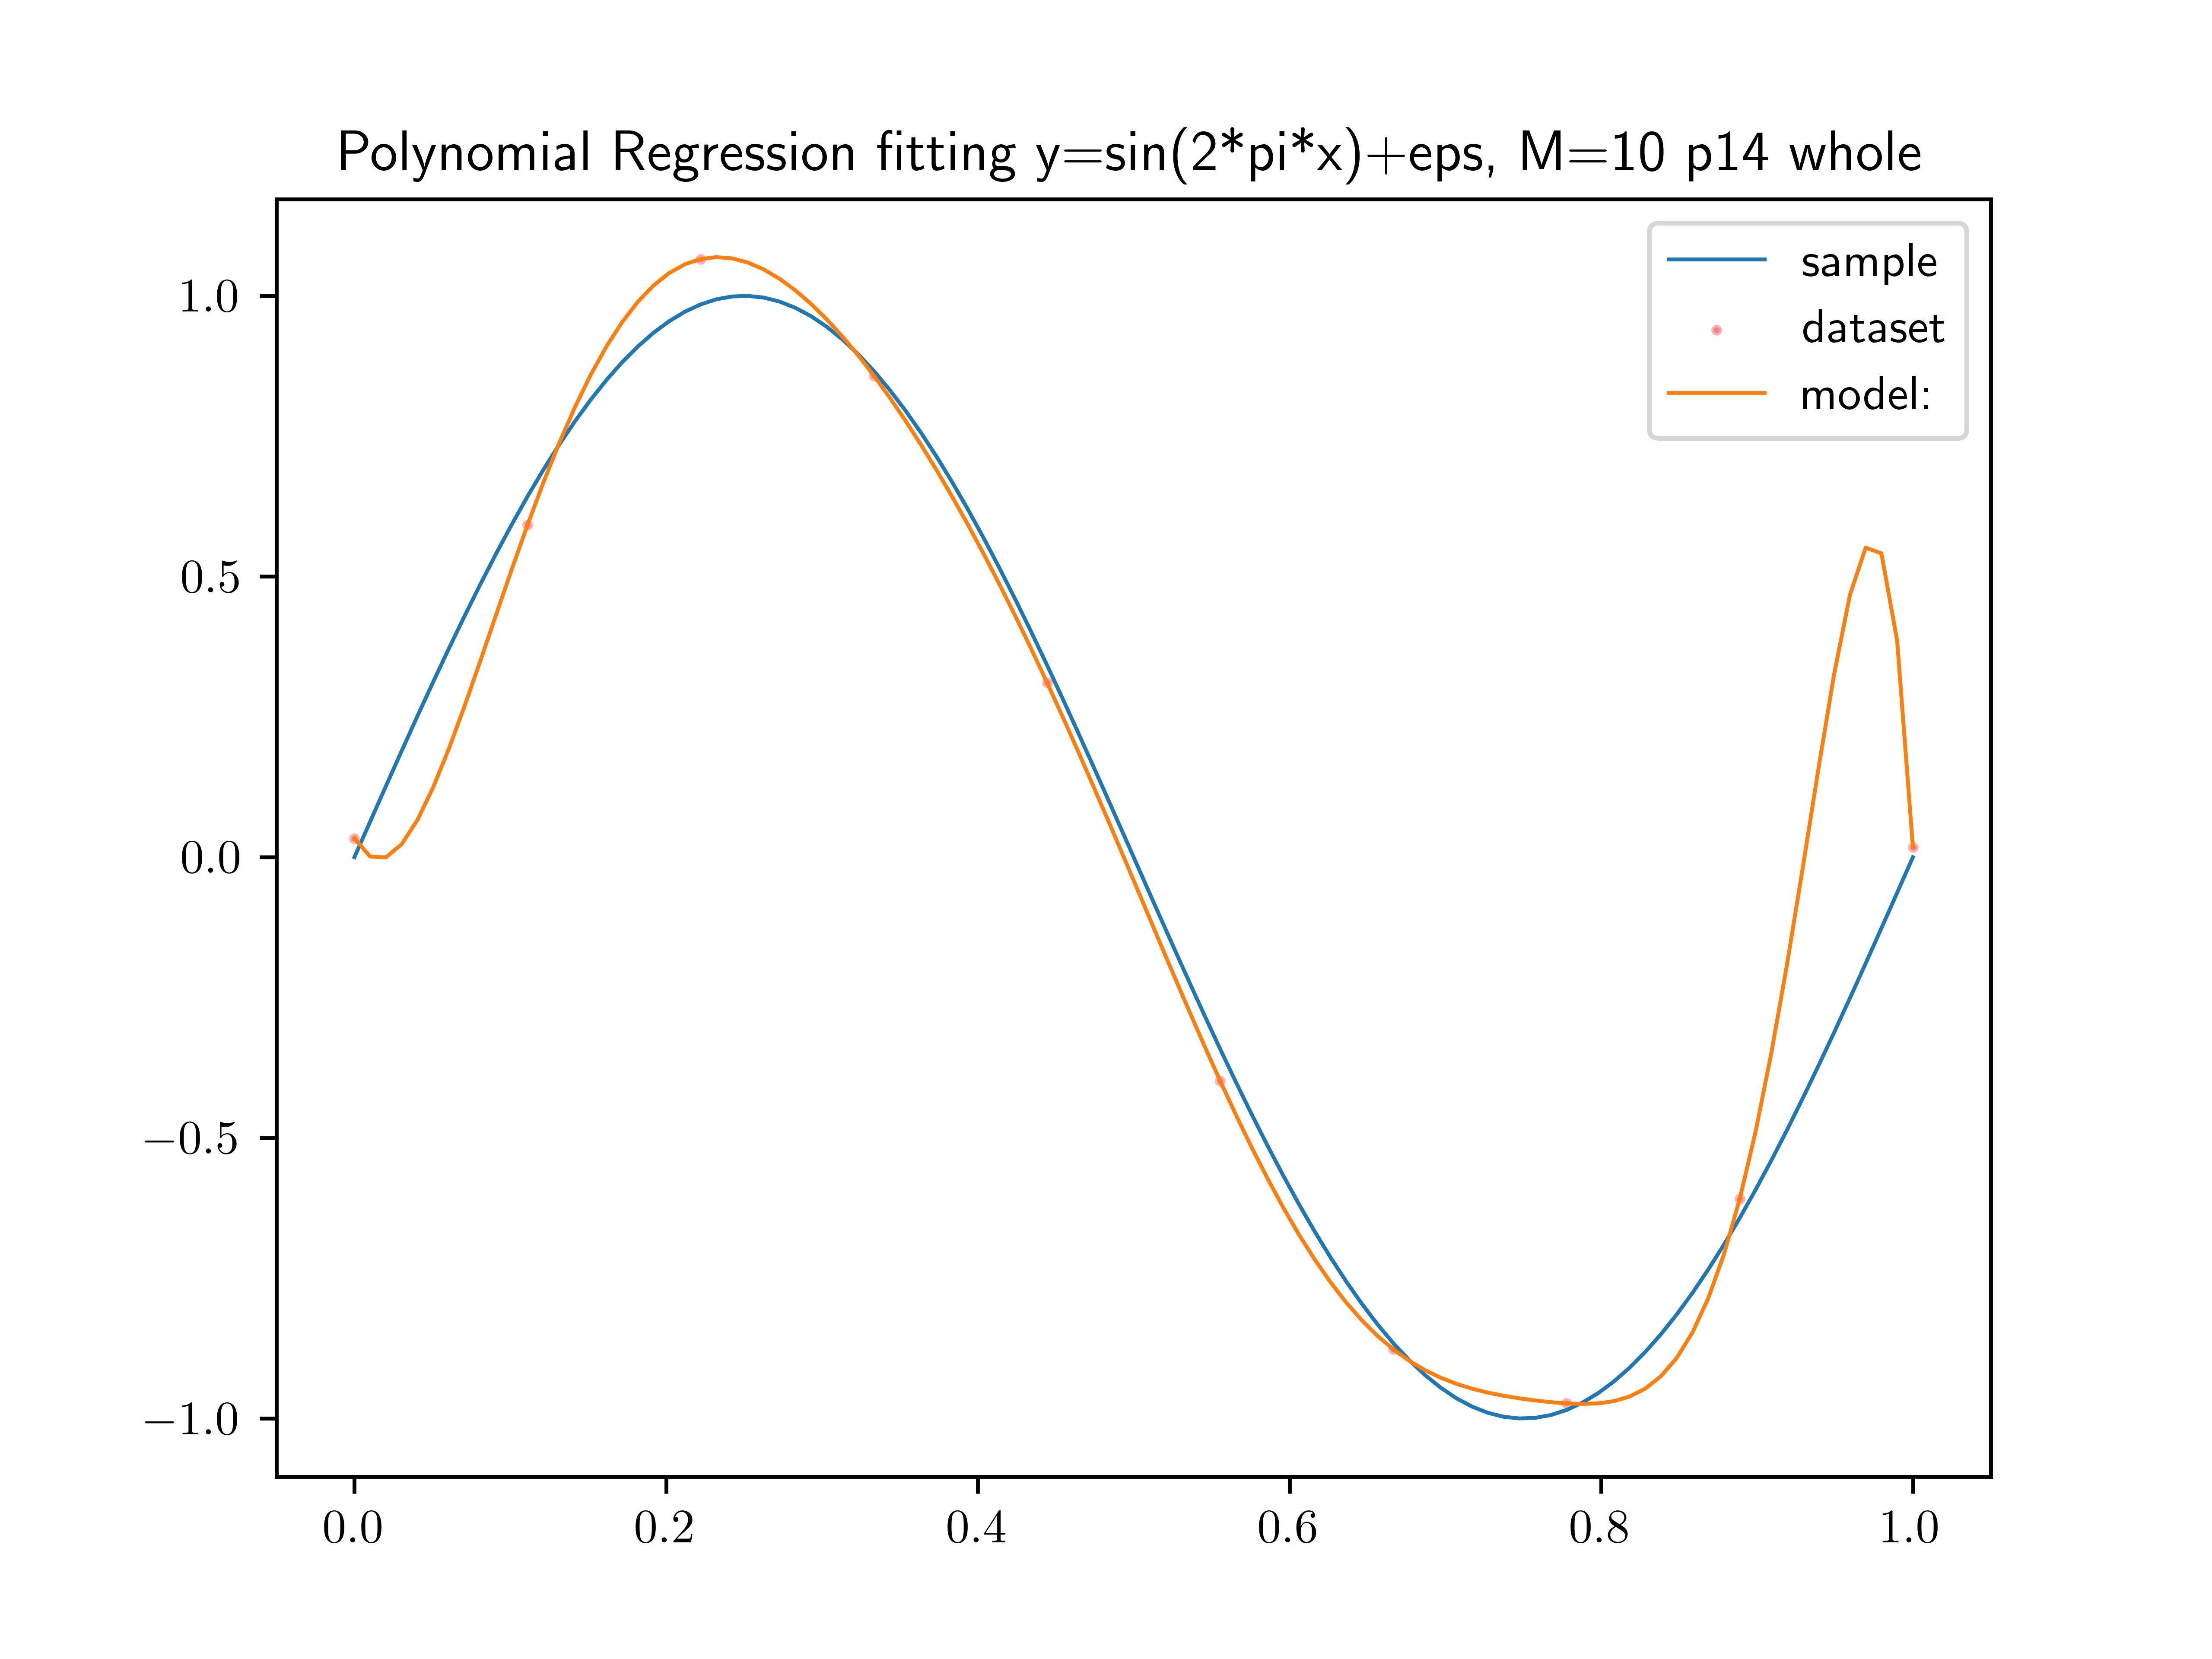 Polynomial Regression fitting y=sin(2*pi*x)+eps, M=10 p14 whole
sample
dataset
model:
1.0
0.5
0.0
−0.5
−1.0
0.0 0.2 0.4 0.6 0.8 1.0